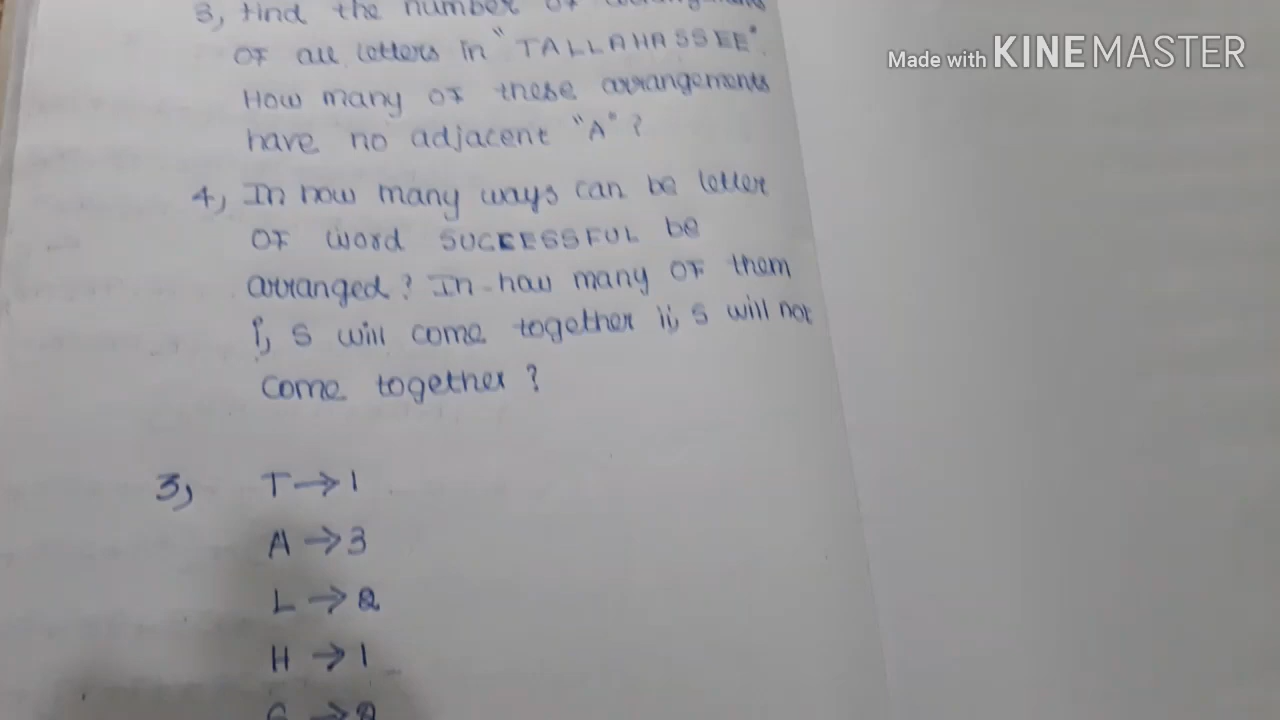 3, Find the number of
of all letters in "TALLAHASSEE".
How many of these arrangements
have no adjacent "A"?
4, In how many ways can be letter
of word SUCCESSFUL be
arranged? In how many of them
i, S will come together ii, S will not
come together?
3, T→1
A→3
L→2
H→1
S→2
Made with KINEMASTER